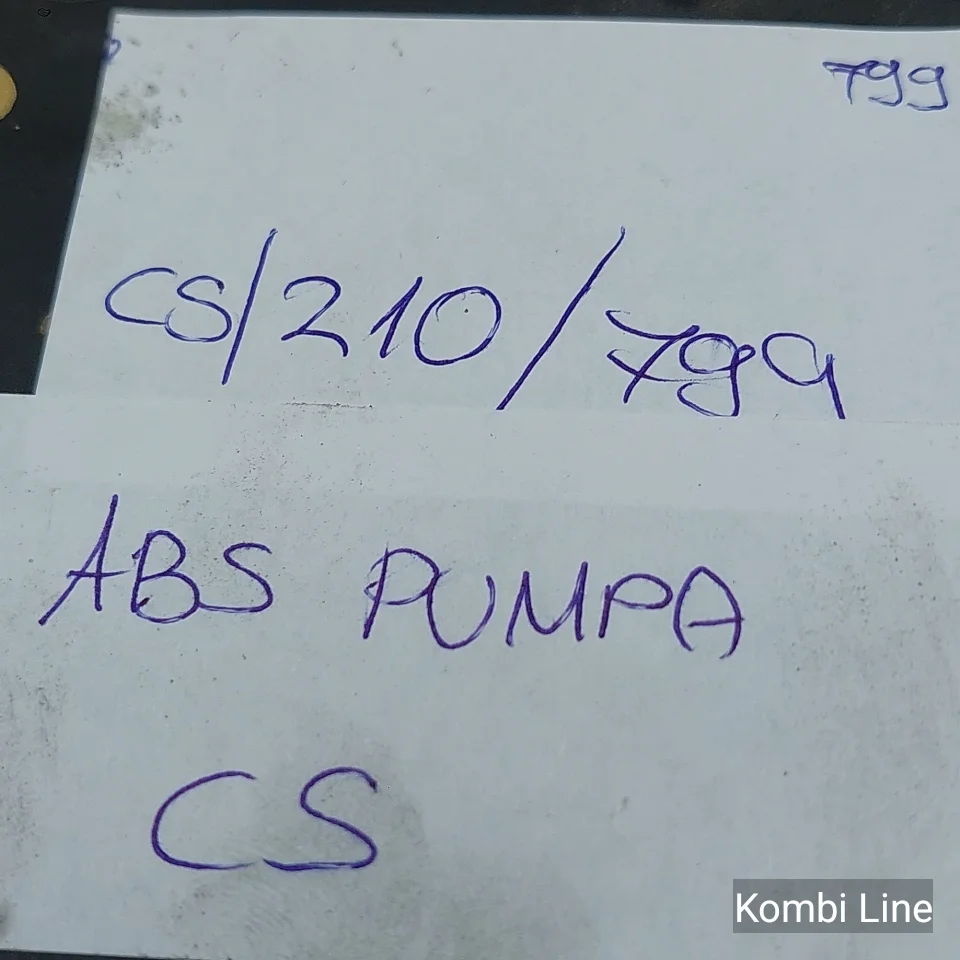 799
CS/210/799
ABS PUMPA
CS
Kombi Line